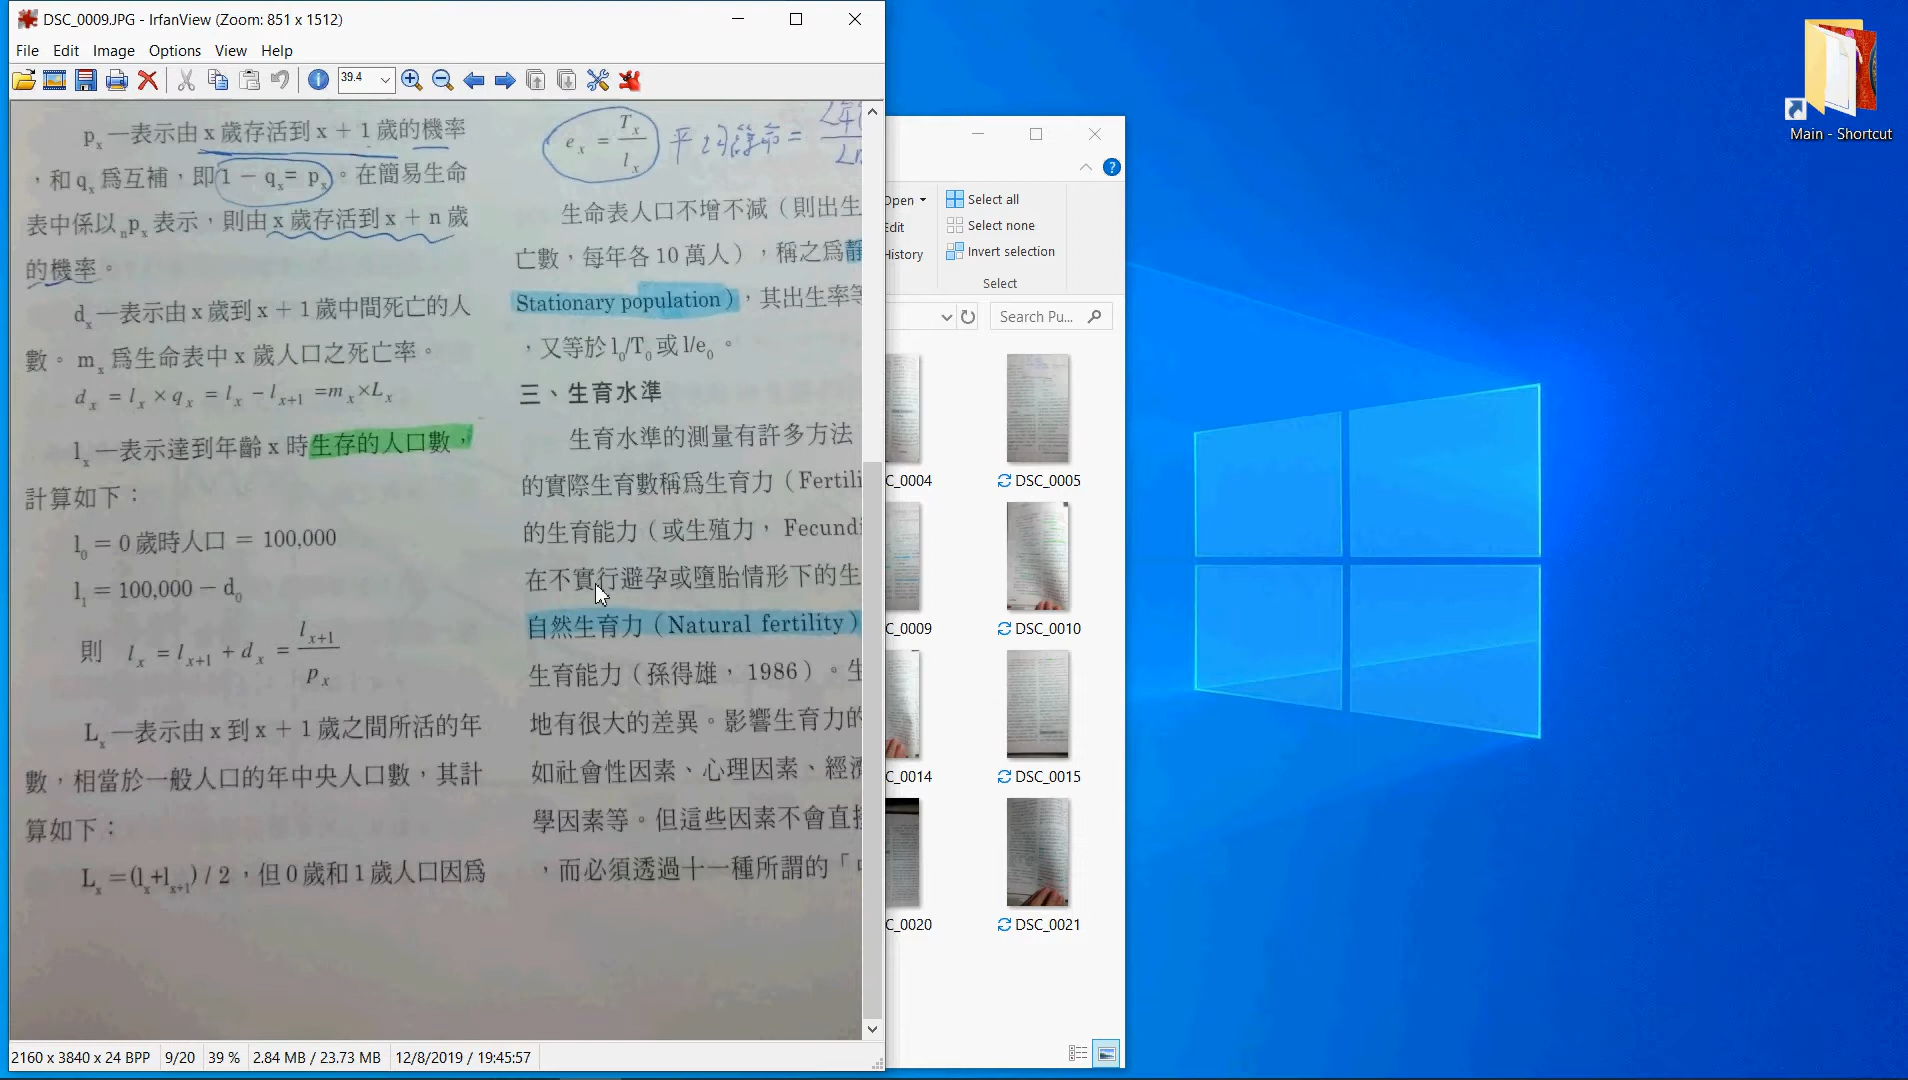 DSC_0009.JPG - IrfanView (Zoom: 851 x 1512)
File Edit Image Options View Help
39.4
p_x —表示由 x 歲存活到 x + 1 歲的機率
，和 q_x 爲互補，即 1 − q_x = p_x 。在簡易生命
表中係以 _np_x 表示，則由 x 歲存活到 x + n 歲
的機率。
d_x —表示由 x 歲到 x + 1 歲中間死亡的人
數。 m_x 爲生命表中 x 歲人口之死亡率。
d_x = l_x × q_x = l_x − l_{x+1} = m_x × L_x
l_x —表示達到年齡 x 時生存的人口數，
計算如下：
l_0 = 0 歲時人口 = 100,000
l_1 = 100,000 − d_0
則 l_x = l_{x+1} + d_x = l_{x+1} / p_x
L_x —表示由 x 到 x + 1 歲之間所活的年
數，相當於一般人口的年中央人口數，其計
算如下：
L_x = (l_x + l_{x+1}) / 2，但 0 歲和 1 歲人口因爲
e_x = T_x / l_x 平均壽命 =
生命表人口不增不減（則出生
亡數，每年各 10 萬人），稱之爲靜
Stationary population），其出生率等
，又等於 l_0/T_0 或 l/e_0 。
三、生育水準
生育水準的測量有許多方法
的實際生育數稱爲生育力（Fertili
的生育能力（或生殖力， Fecundi
在不實行避孕或墮胎情形下的生
自然生育力（Natural fertility）
生育能力（孫得雄， 1986）。生
地有很大的差異。影響生育力的
如社會性因素、心理因素、經濟
學因素等。但這些因素不會直接
，而必須透過十一種所謂的「中
2160 x 3840 x 24 BPP 9/20 39 % 2.84 MB / 23.73 MB 12/8/2019 / 19:45:57
Open
Edit
History
Select all
Select none
Invert selection
Select
Search Pu...
C_0004 DSC_0005
C_0009 DSC_0010
C_0014 DSC_0015
C_0020 DSC_0021
Main - Shortcut